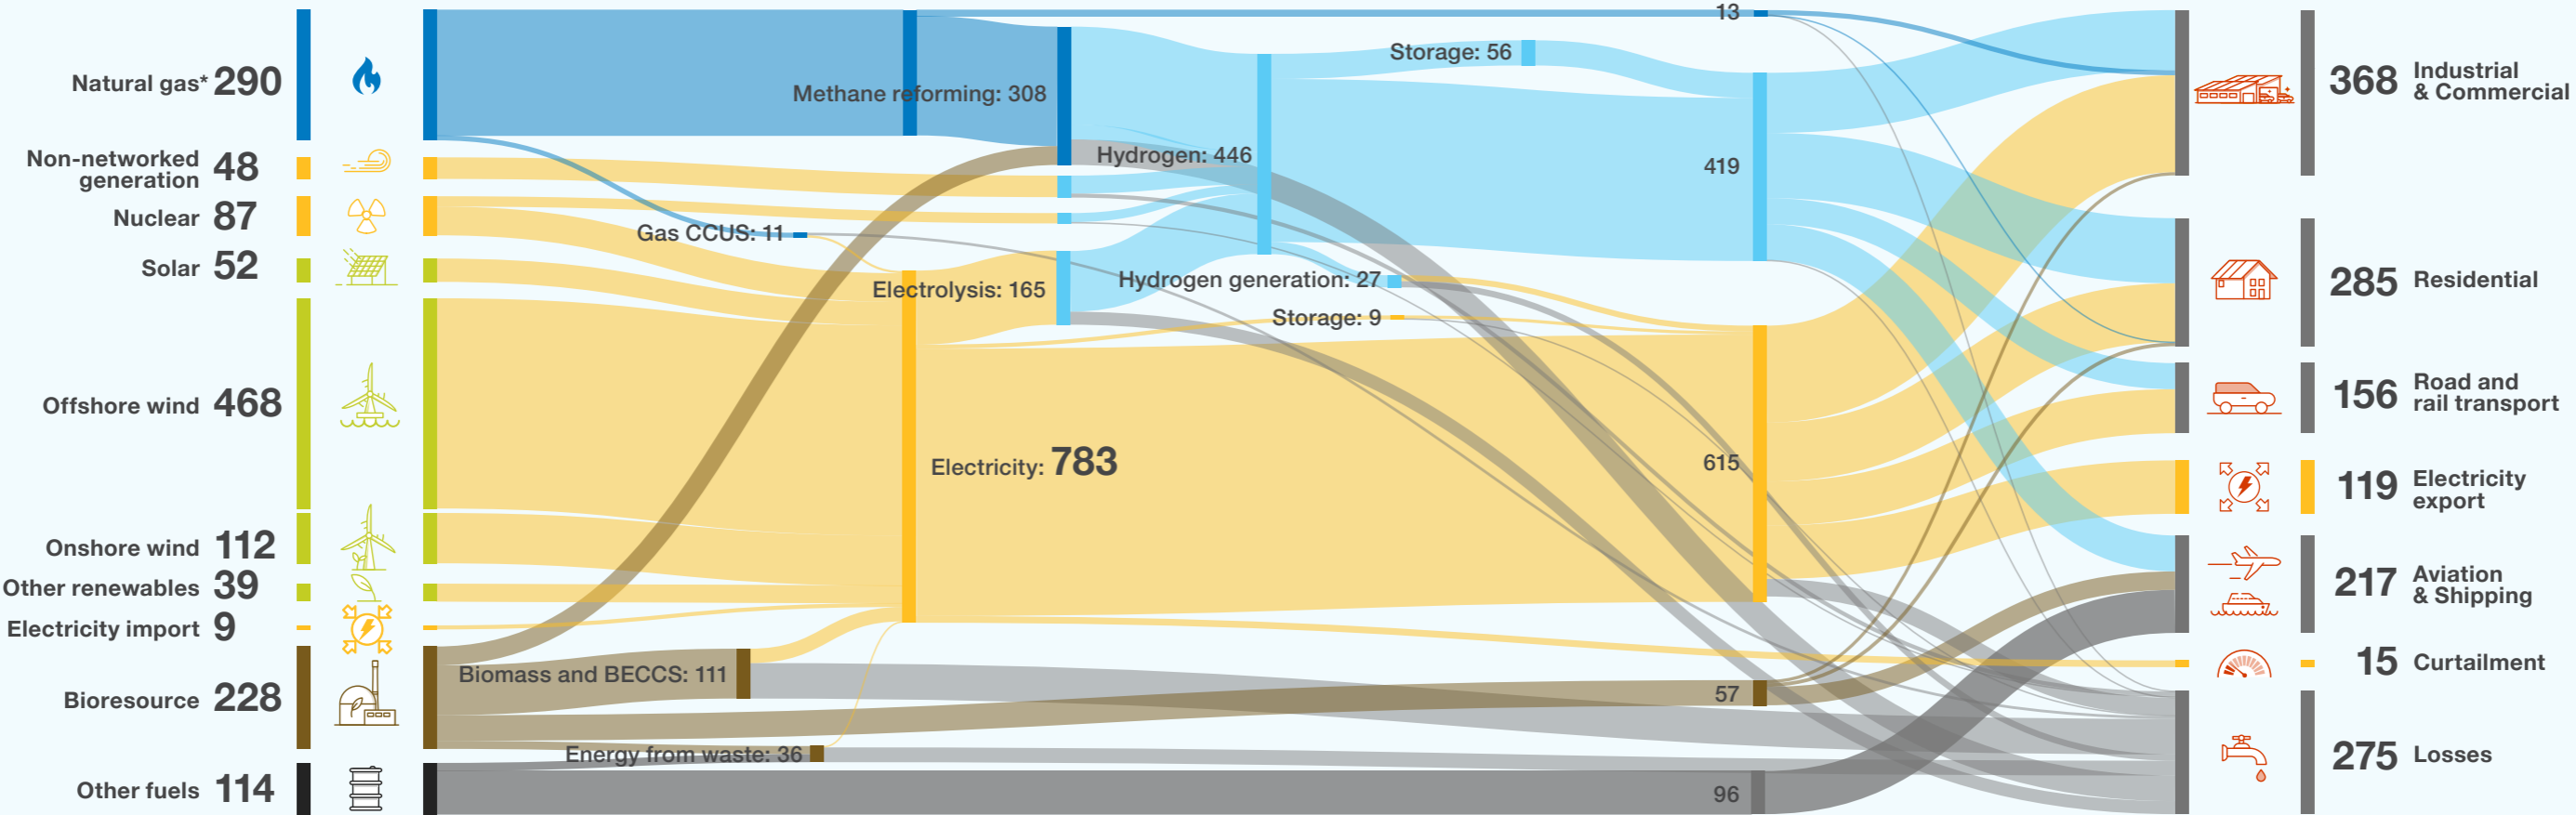 Natural gas* 290
Non-networked
generation 48
Nuclear 87
Solar 52
Offshore wind 468
Onshore wind 112
Other renewables 39
Electricity import 9
Bioresource 228
Other fuels 114
Methane reforming: 308
Gas CCUS: 11
Electrolysis: 165
Electricity: 783
Biomass and BECCS: 111
Energy from waste: 36
Hydrogen: 446
Hydrogen generation: 27
Storage: 9
Storage: 56
13
419
615
57
96
368 Industrial
& Commercial
285 Residential
156 Road and
rail transport
119 Electricity
export
217 Aviation
& Shipping
15 Curtailment
275 Losses